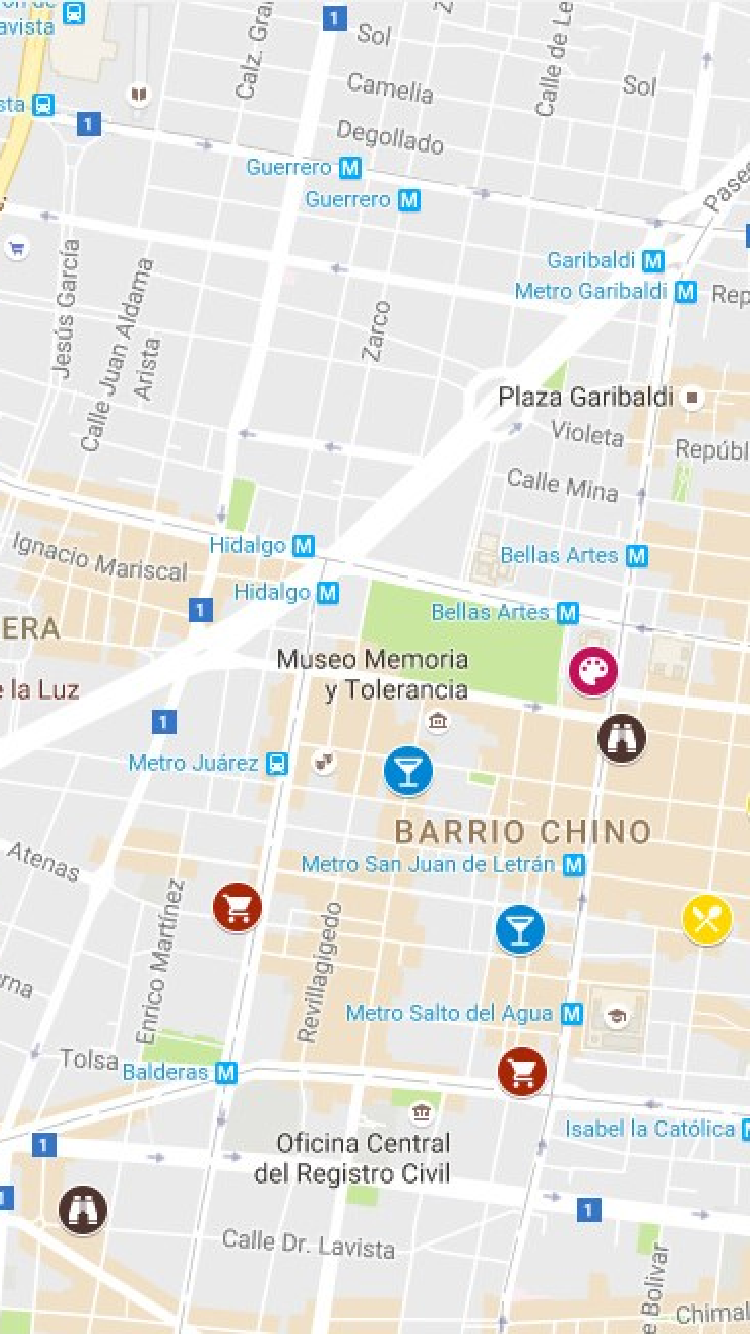 avista
1
Sol
Calz. Gra
Calle de Le
Camelia
Sol
sta
1
Degollado
Guerrero M
Guerrero M
Paseo
Garibaldi M
Metro Garibaldi M
Rep
Jesús García
Calle Juan Aldama
Arista
Zarco
Plaza Garibaldi
Violeta
Repúbl
Calle Mina
Ignacio Mariscal
Hidalgo M
Bellas Artes M
Hidalgo M
1
Bellas Artes M
ERA
Museo Memoria
y Tolerancia
e la Luz
1
Metro Juárez
BARRIO CHINO
Atenas
Metro San Juan de Letrán M
Enrico Martínez
Revillagigedo
rna
Metro Salto del Agua M
Tolsa
Balderas M
1
Isabel la Católica M
Oficina Central
del Registro Civil
1
1
Calle Dr. Lavista
e Bolivar
Chimal